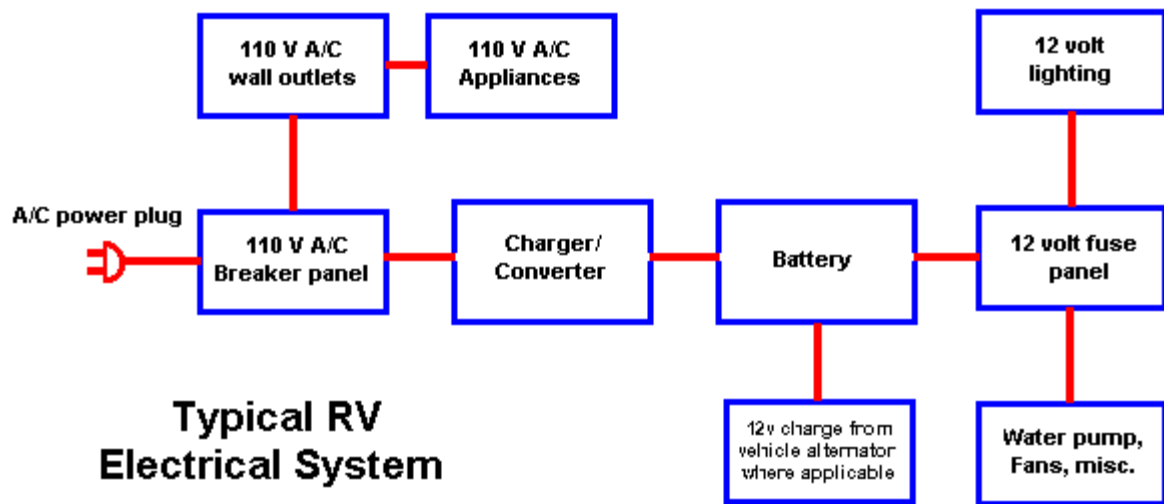 110 V A/C
wall outlets
110 V A/C
Appliances
12 volt
lighting
A/C power plug
110 V A/C
Breaker panel
Charger/
Converter
Battery
12 volt fuse
panel
Typical RV
Electrical System
12v charge from
vehicle alternator
where applicable
Water pump,
Fans, misc.